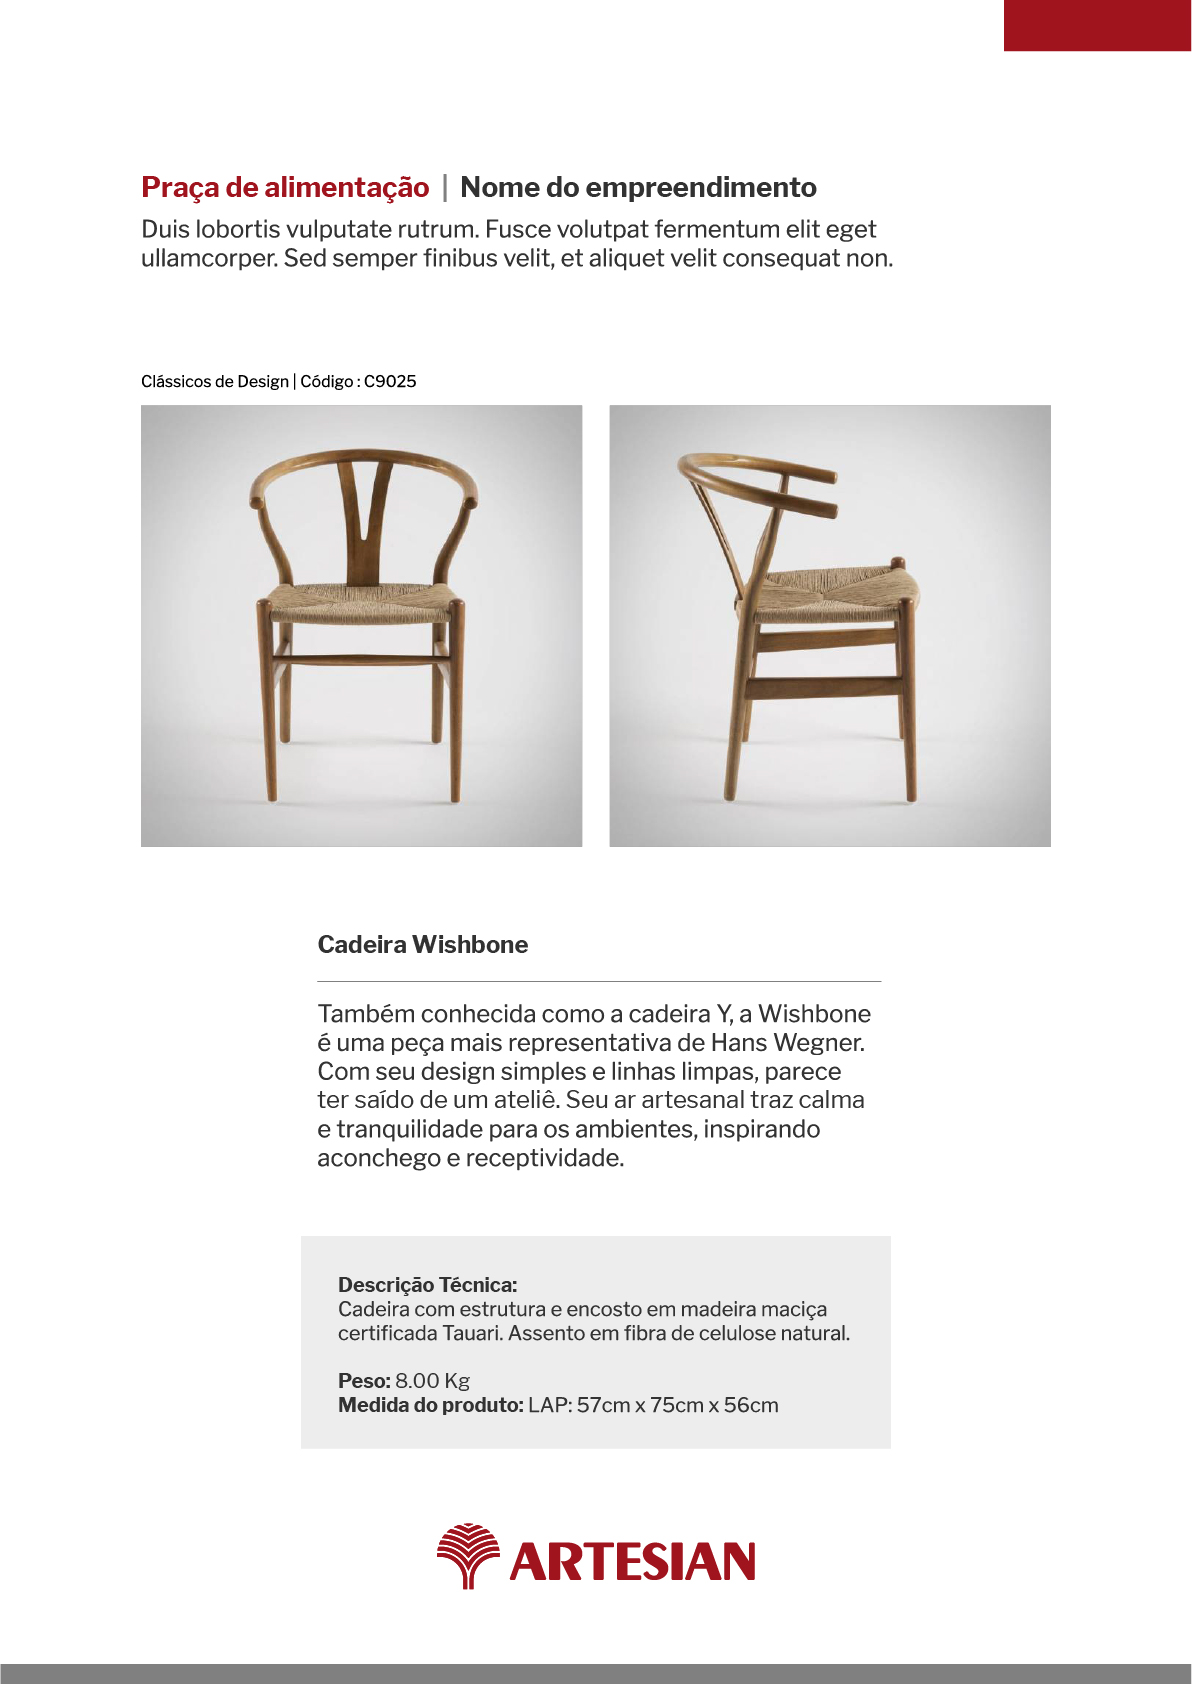 Praça de alimentação | Nome do empreendimento
Duis lobortis vulputate rutrum. Fusce volutpat fermentum elit eget
ullamcorper. Sed semper finibus velit, et aliquet velit consequat non.
Clássicos de Design | Código : C9025
Cadeira Wishbone
Também conhecida como a cadeira Y, a Wishbone
é uma peça mais representativa de Hans Wegner.
Com seu design simples e linhas limpas, parece
ter saído de um ateliê. Seu ar artesanal traz calma
e tranquilidade para os ambientes, inspirando
aconchego e receptividade.
Descrição Técnica:
Cadeira com estrutura e encosto em madeira maciça
certificada Tauari. Assento em fibra de celulose natural.
Peso: 8.00 Kg
Medida do produto: LAP: 57cm x 75cm x 56cm
ARTESIAN